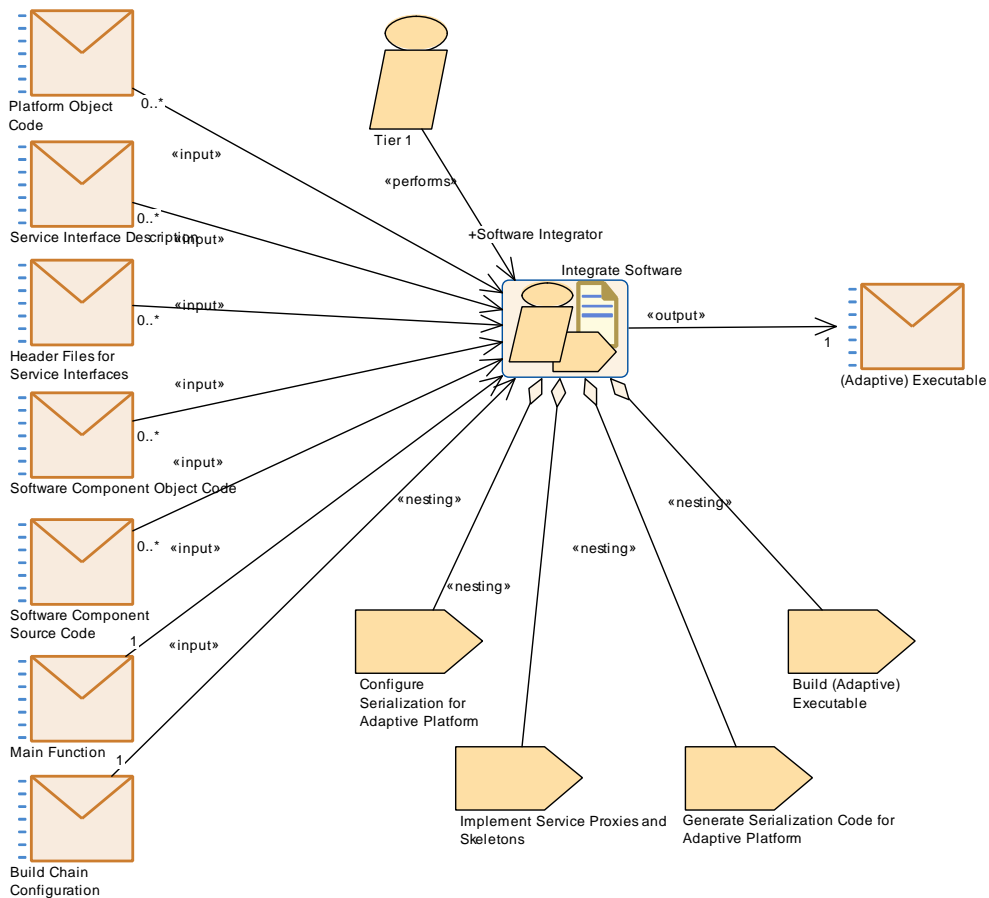 Platform Object
Code
0..*
«input»
Service Interface Description
0..*
«input»
Header Files for
Service Interfaces
0..*
«input»
Software Component Object Code
0..*
«input»
Software Component
Source Code
0..*
«input»
Main Function
1
«input»
Build Chain
Configuration
1
«input»
Tier 1
«performs»
+Software Integrator
Integrate Software
«output»
1
(Adaptive) Executable
«nesting»
«nesting»
«nesting»
«nesting»
Configure
Serialization for
Adaptive Platform
Implement Service Proxies and
Skeletons
Generate Serialization Code for
Adaptive Platform
Build (Adaptive)
Executable